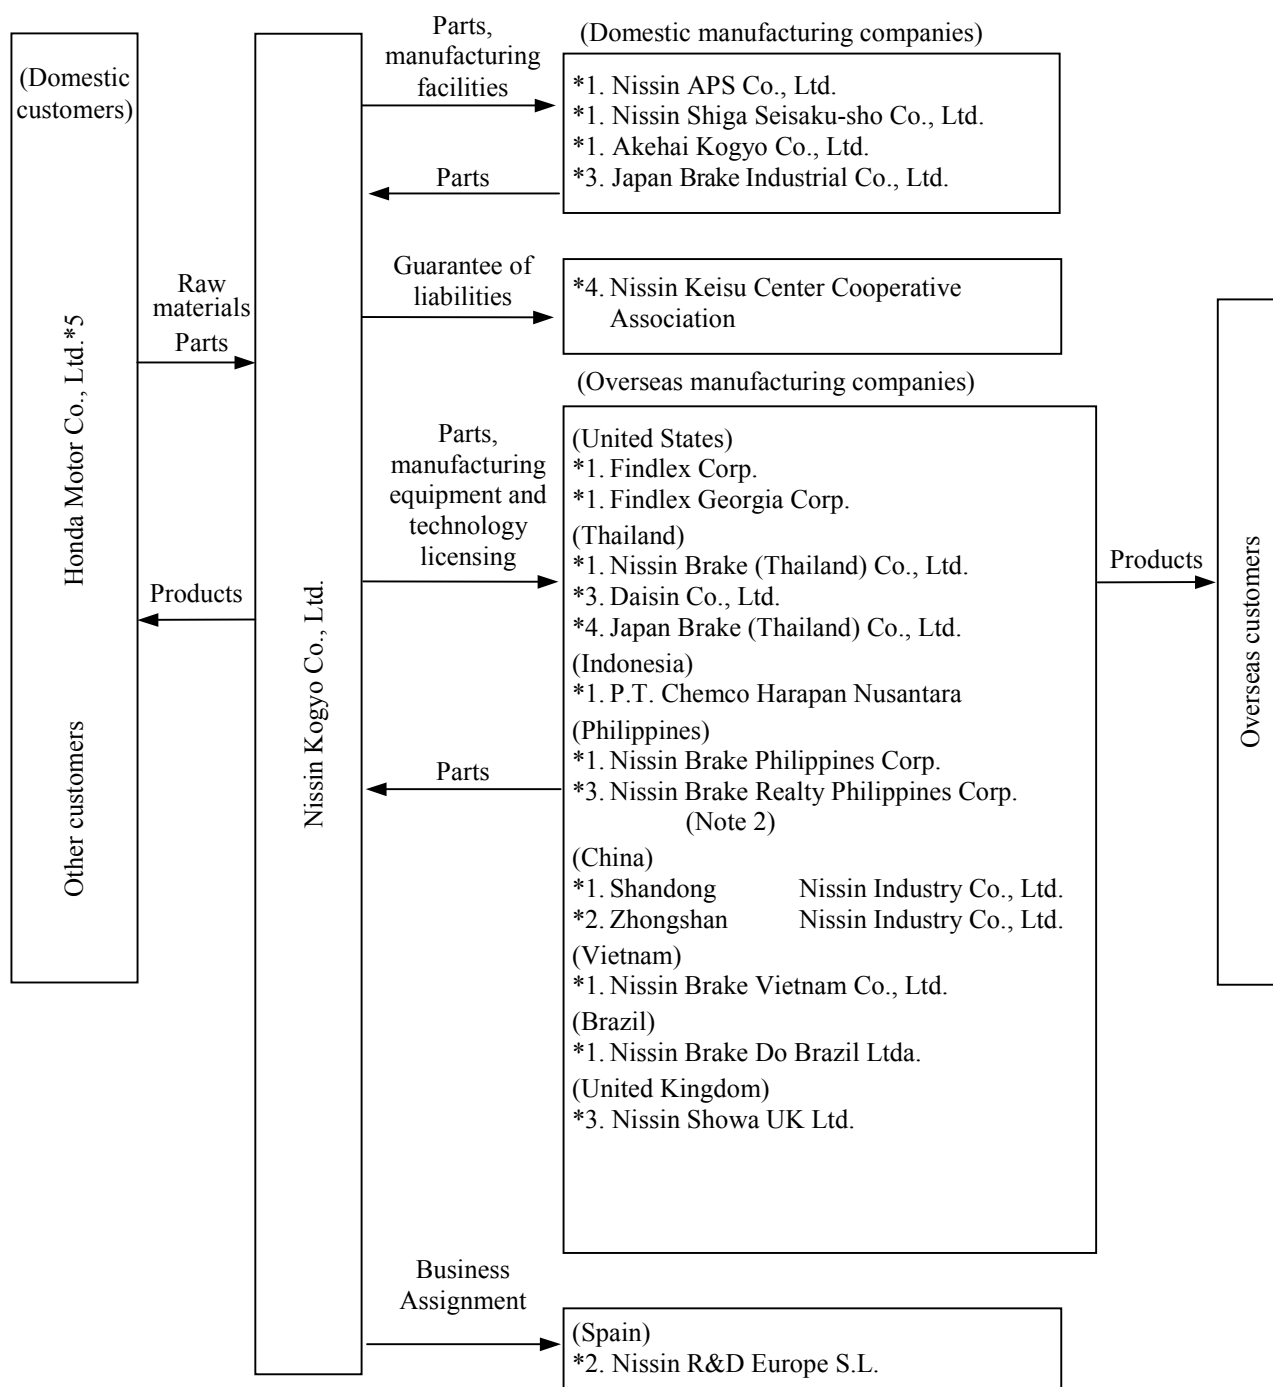 (Domestic
customers)
Honda Motor Co., Ltd.*5
Other customers
Raw
materials
Parts
Products
Nissin Kogyo Co., Ltd.
Parts,
manufacturing
facilities
Parts
(Domestic manufacturing companies)
*1. Nissin APS Co., Ltd.
*1. Nissin Shiga Seisaku-sho Co., Ltd.
*1. Akehai Kogyo Co., Ltd.
*3. Japan Brake Industrial Co., Ltd.
Guarantee of
liabilities
*4. Nissin Keisu Center Cooperative
Association
(Overseas manufacturing companies)
Parts,
manufacturing
equipment and
technology
licensing
Parts
(United States)
*1. Findlex Corp.
*1. Findlex Georgia Corp.
(Thailand)
*1. Nissin Brake (Thailand) Co., Ltd.
*3. Daisin Co., Ltd.
*4. Japan Brake (Thailand) Co., Ltd.
(Indonesia)
*1. P.T. Chemco Harapan Nusantara
(Philippines)
*1. Nissin Brake Philippines Corp.
*3. Nissin Brake Realty Philippines Corp.
(Note 2)
(China)
*1. Shandong Nissin Industry Co., Ltd.
*2. Zhongshan Nissin Industry Co., Ltd.
(Vietnam)
*1. Nissin Brake Vietnam Co., Ltd.
(Brazil)
*1. Nissin Brake Do Brazil Ltda.
(United Kingdom)
*3. Nissin Showa UK Ltd.
Products
Overseas customers
Business
Assignment
(Spain)
*2. Nissin R&D Europe S.L.